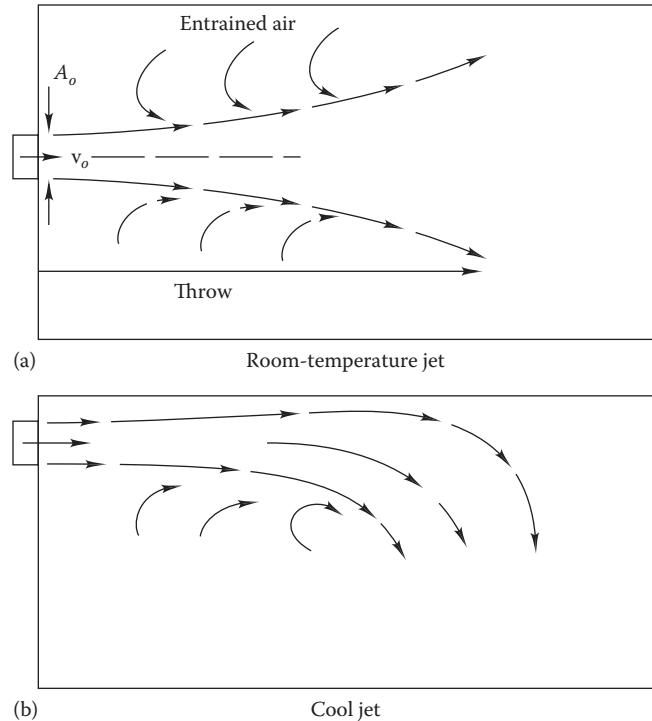 Entrained air
A_o
v_o
Throw
(a) Room-temperature jet
(b) Cool jet